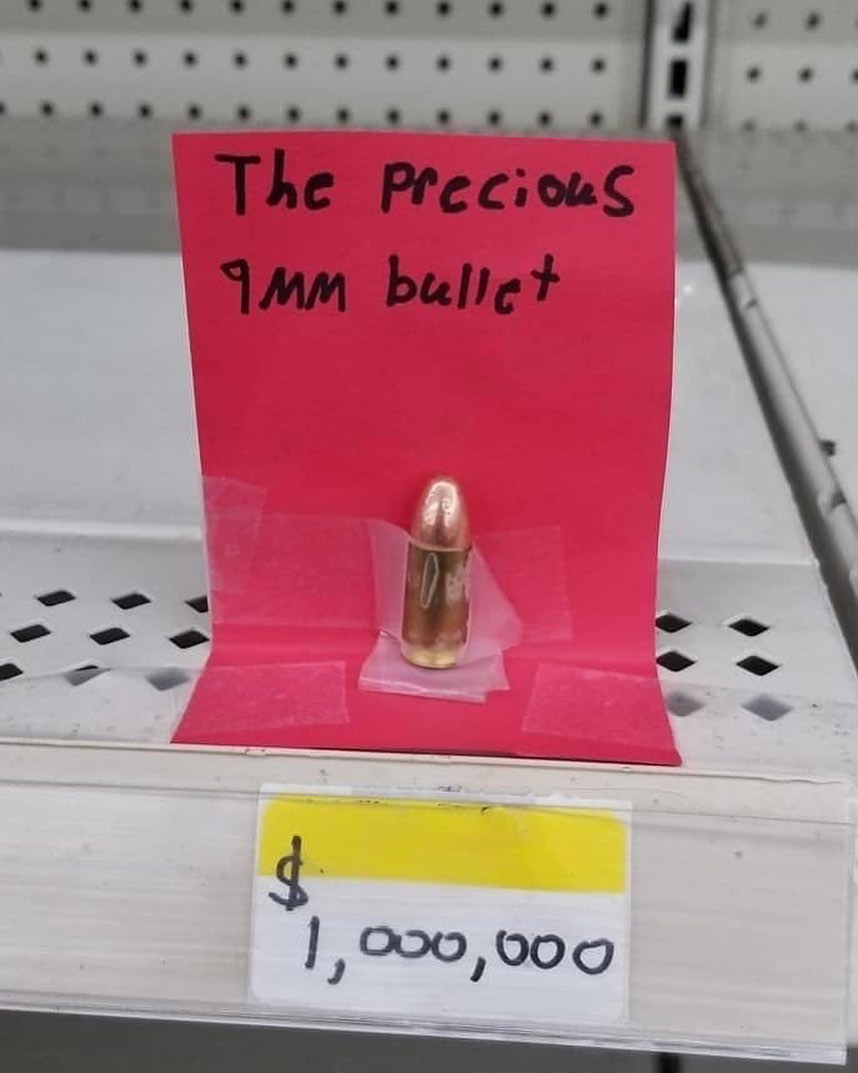 The precious
9MM bullet
$
1,000,000